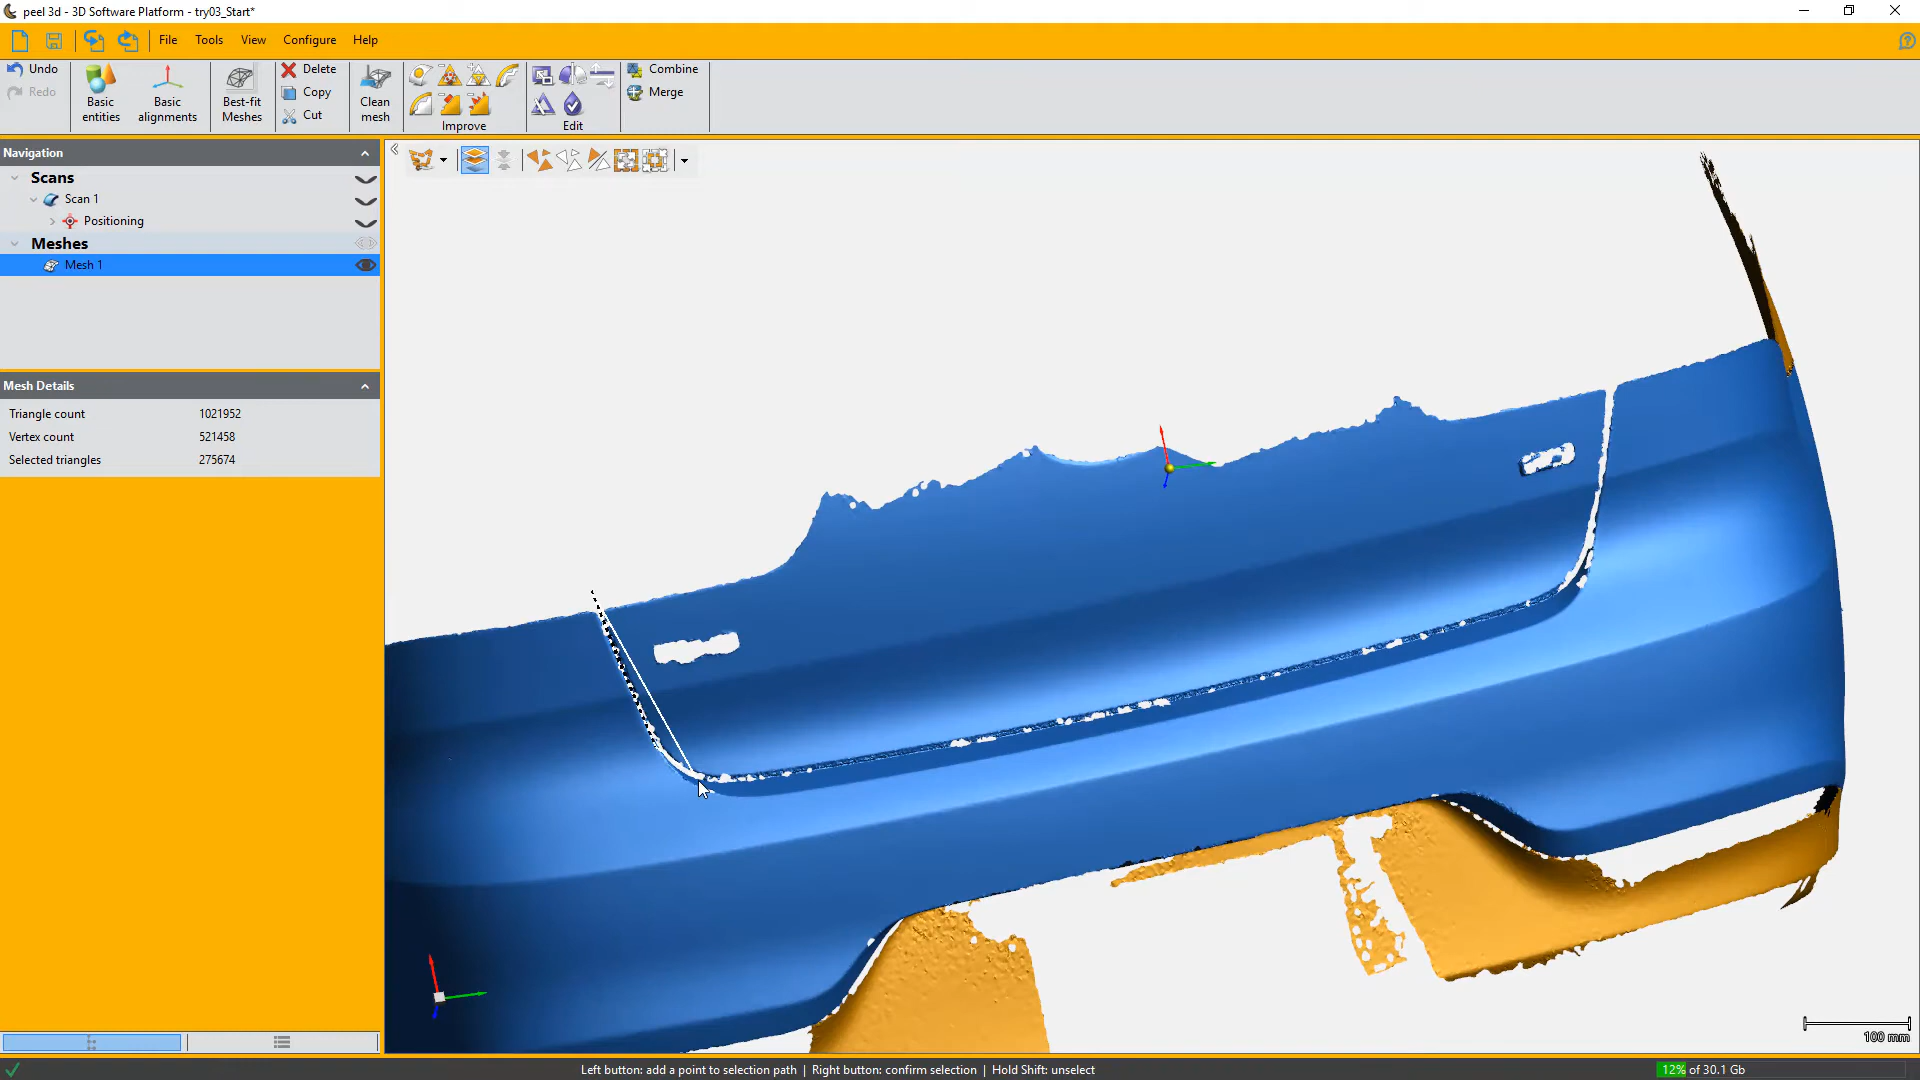 peel 3d - 3D Software Platform - try03_Start*
File Tools View Configure Help
Undo
Redo
Basic entities
Basic alignments
Best-fit Meshes
Delete
Copy
Cut
Clean mesh
Improve
Edit
Combine
Merge
Navigation
Scans
Scan 1
Positioning
Meshes
Mesh 1
Mesh Details
Triangle count 1021952
Vertex count 521458
Selected triangles 275674
100 mm
Left button: add a point to selection path | Right button: confirm selection | Hold Shift: unselect
12% of 30.1 Gb